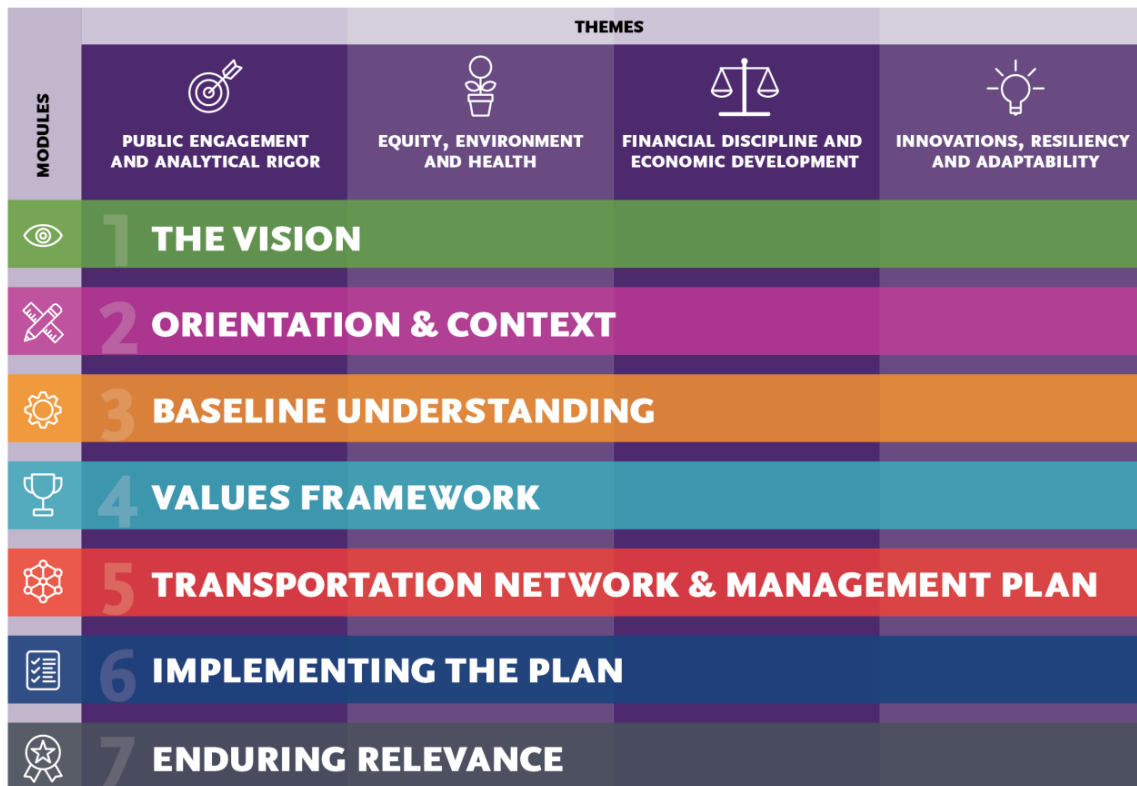 THEMES
MODULES
PUBLIC ENGAGEMENT
AND ANALYTICAL RIGOR
EQUITY, ENVIRONMENT
AND HEALTH
FINANCIAL DISCIPLINE AND
ECONOMIC DEVELOPMENT
INNOVATIONS, RESILIENCY
AND ADAPTABILITY
1 THE VISION
2 ORIENTATION & CONTEXT
3 BASELINE UNDERSTANDING
4 VALUES FRAMEWORK
5 TRANSPORTATION NETWORK & MANAGEMENT PLAN
6 IMPLEMENTING THE PLAN
7 ENDURING RELEVANCE